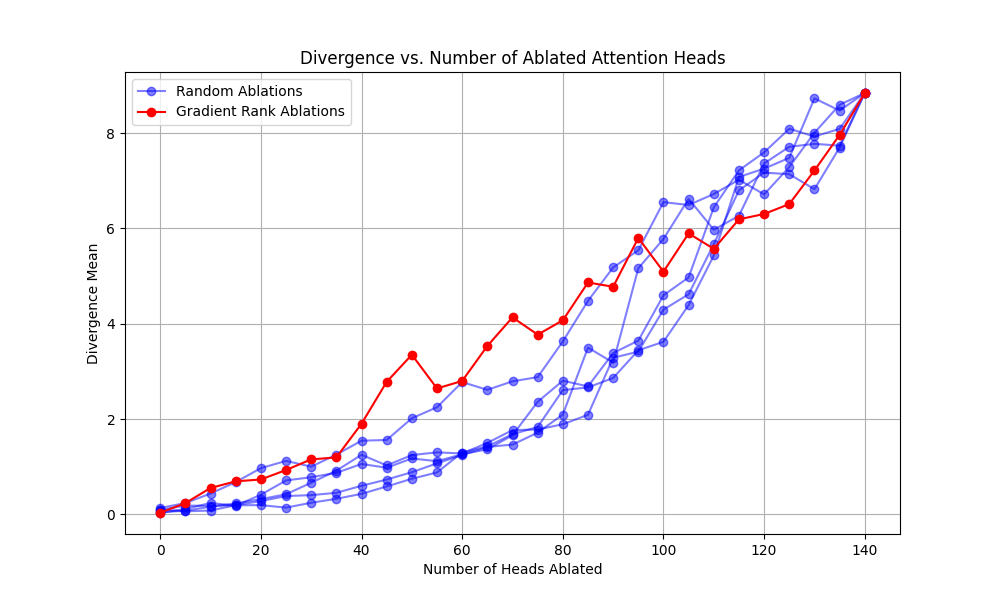 Divergence vs. Number of Ablated Attention Heads
Random Ablations
Gradient Rank Ablations
Divergence Mean
8
6
4
2
0
0 20 40 60 80 100 120 140
Number of Heads Ablated